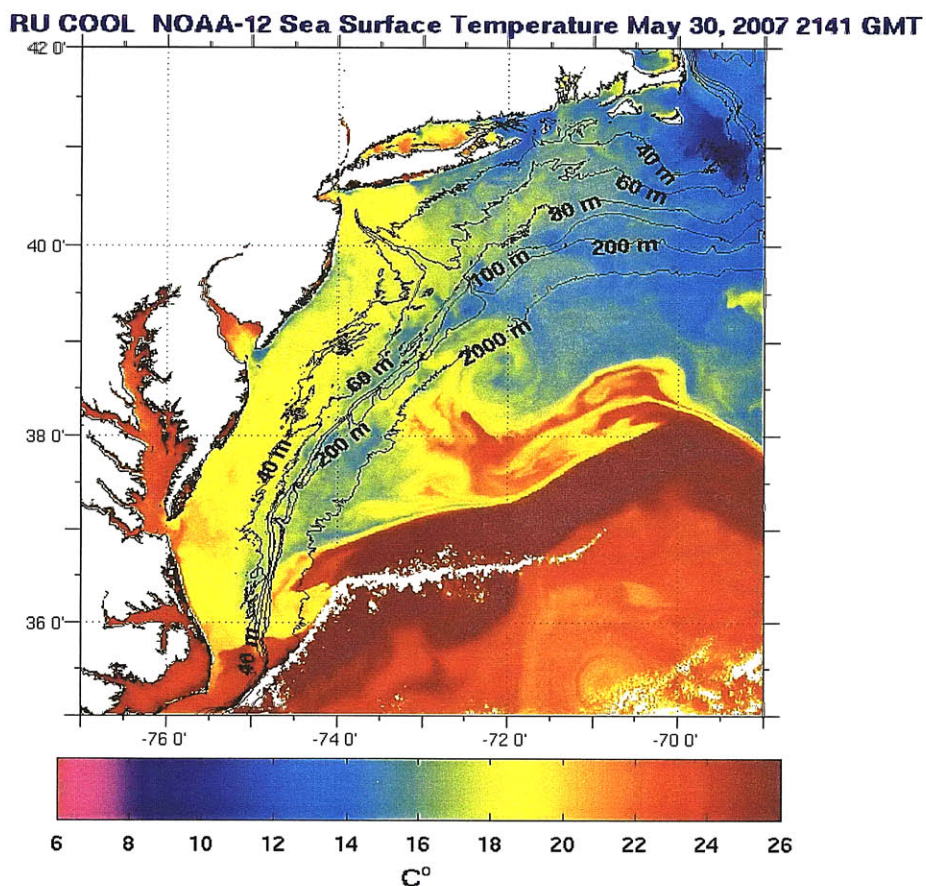 RU COOL NOAA-12 Sea Surface Temperature May 30, 2007 2141 GMT
42 0'
40 m
60 m
80 m
40 0'
200 m
100 m
2000 m
60 m
38 0'
200 m
40 m
36 0'
40 m
-76 0' -74 0' -72 0' -70 0'
6 8 10 12 14 16 18 20 22 24 26
C°